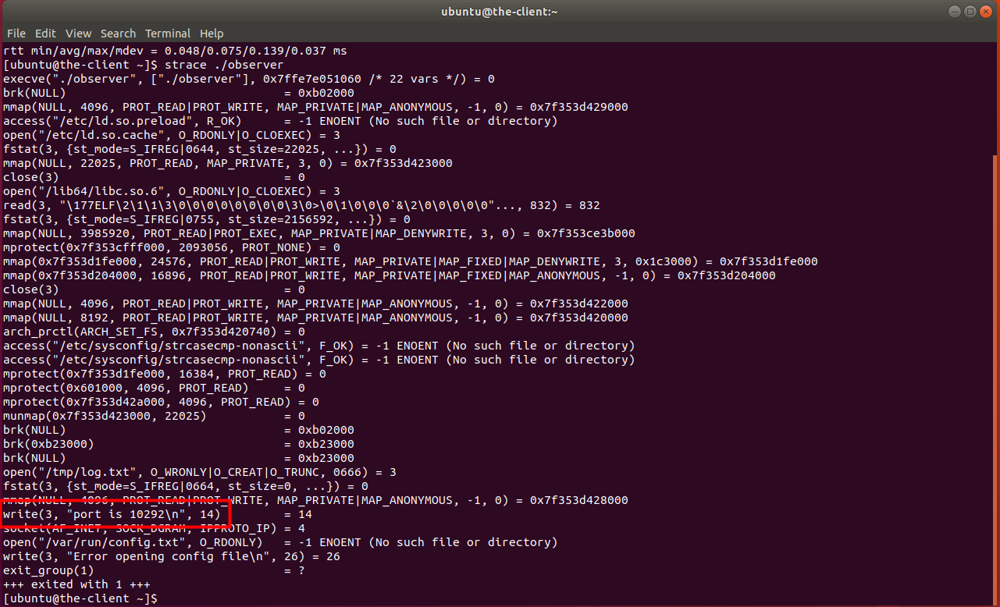 ubuntu@the-client:~
File Edit View Search Terminal Help
rtt min/avg/max/mdev = 0.048/0.075/0.139/0.037 ms
[ubuntu@the-client ~]$ strace ./observer
execve("./observer", ["./observer"], 0x7ffe7e051060 /* 22 vars */) = 0
brk(NULL)                               = 0xb02000
mmap(NULL, 4096, PROT_READ|PROT_WRITE, MAP_PRIVATE|MAP_ANONYMOUS, -1, 0) = 0x7f353d429000
access("/etc/ld.so.preload", R_OK)      = -1 ENOENT (No such file or directory)
open("/etc/ld.so.cache", O_RDONLY|O_CLOEXEC) = 3
fstat(3, {st_mode=S_IFREG|0644, st_size=22025, ...}) = 0
mmap(NULL, 22025, PROT_READ, MAP_PRIVATE, 3, 0) = 0x7f353d423000
close(3)                                = 0
open("/lib64/libc.so.6", O_RDONLY|O_CLOEXEC) = 3
read(3, "\177ELF\2\1\1\3\0\0\0\0\0\0\0\0\3\0>\0\1\0\0\0`&\2\0\0\0\0\0"..., 832) = 832
fstat(3, {st_mode=S_IFREG|0755, st_size=2156592, ...}) = 0
mmap(NULL, 3985920, PROT_READ|PROT_EXEC, MAP_PRIVATE|MAP_DENYWRITE, 3, 0) = 0x7f353ce3b000
mprotect(0x7f353cfff000, 2093056, PROT_NONE) = 0
mmap(0x7f353d1fe000, 24576, PROT_READ|PROT_WRITE, MAP_PRIVATE|MAP_FIXED|MAP_DENYWRITE, 3, 0x1c3000) = 0x7f353d1fe000
mmap(0x7f353d204000, 16896, PROT_READ|PROT_WRITE, MAP_PRIVATE|MAP_FIXED|MAP_ANONYMOUS, -1, 0) = 0x7f353d204000
close(3)                                = 0
mmap(NULL, 4096, PROT_READ|PROT_WRITE, MAP_PRIVATE|MAP_ANONYMOUS, -1, 0) = 0x7f353d422000
mmap(NULL, 8192, PROT_READ|PROT_WRITE, MAP_PRIVATE|MAP_ANONYMOUS, -1, 0) = 0x7f353d420000
arch_prctl(ARCH_SET_FS, 0x7f353d420740) = 0
access("/etc/sysconfig/strcasecmp-nonascii", F_OK) = -1 ENOENT (No such file or directory)
access("/etc/sysconfig/strcasecmp-nonascii", F_OK) = -1 ENOENT (No such file or directory)
mprotect(0x7f353d1fe000, 16384, PROT_READ) = 0
mprotect(0x601000, 4096, PROT_READ)     = 0
mprotect(0x7f353d42a000, 4096, PROT_READ) = 0
munmap(0x7f353d423000, 22025)           = 0
brk(NULL)                               = 0xb02000
brk(0xb23000)                           = 0xb23000
brk(NULL)                               = 0xb23000
open("/tmp/log.txt", O_WRONLY|O_CREAT|O_TRUNC, 0666) = 3
fstat(3, {st_mode=S_IFREG|0664, st_size=0, ...}) = 0
mmap(NULL, 4096, PROT_READ|PROT_WRITE, MAP_PRIVATE|MAP_ANONYMOUS, -1, 0) = 0x7f353d428000
write(3, "port is 10292\n", 14)         = 14
socket(AF_INET, SOCK_DGRAM, IPPROTO_IP) = 4
open("/var/run/config.txt", O_RDONLY)   = -1 ENOENT (No such file or directory)
write(3, "Error opening config file\n", 26) = 26
exit_group(1)                           = ?
+++ exited with 1 +++
[ubuntu@the-client ~]$